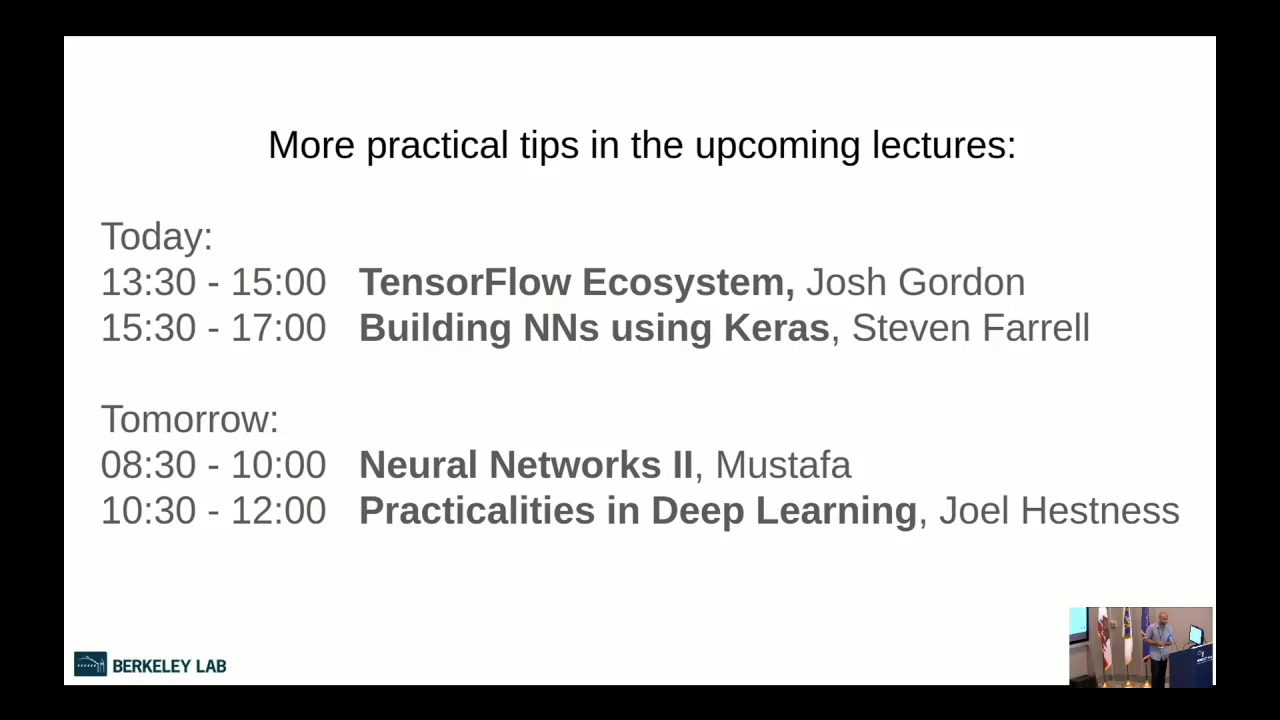 More practical tips in the upcoming lectures:
Today:
13:30 - 15:00 TensorFlow Ecosystem, Josh Gordon
15:30 - 17:00 Building NNs using Keras, Steven Farrell
Tomorrow:
08:30 - 10:00 Neural Networks II, Mustafa
10:30 - 12:00 Practicalities in Deep Learning, Joel Hestness
BERKELEY LAB